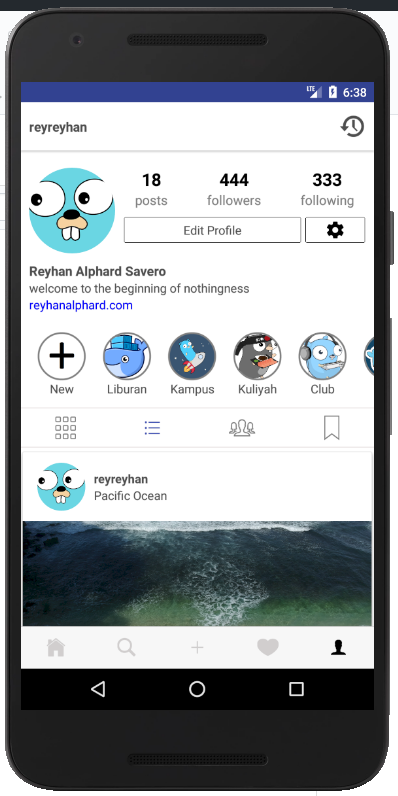 LTE 6:38
reyreyhan
18 444 333
posts followers following
Edit Profile
Reyhan Alphard Savero
welcome to the beginning of nothingness
reyhanalphard.com
New Liburan Kampus Kuliyah Club
reyreyhan
Pacific Ocean